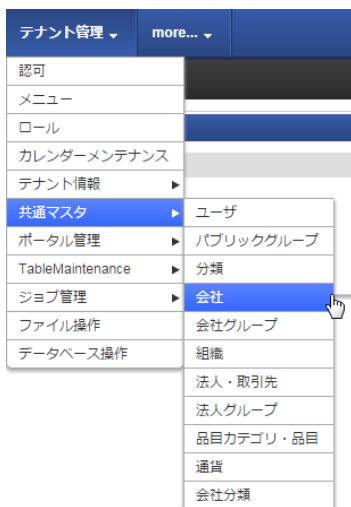 テナント管理
more...
認可
メニュー
ロール
カレンダーメンテナンス
テナント情報
共通マスタ
ポータル管理
TableMaintenance
ジョブ管理
ファイル操作
データベース操作
ユーザ
パブリックグループ
分類
会社
会社グループ
組織
法人・取引先
法人グループ
品目カテゴリ・品目
通貨
会社分類